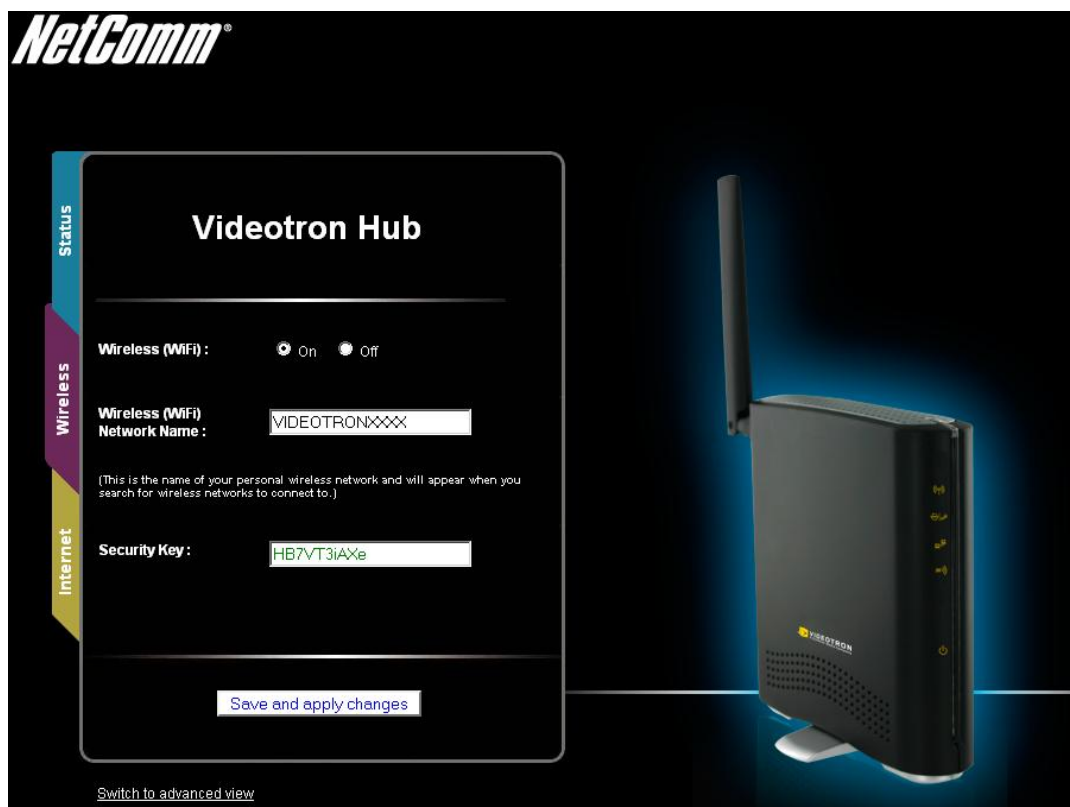 NetComm®
Status
Wireless
Internet
Videotron Hub
Wireless (WiFi) :
On
Off
Wireless (WiFi)
Network Name :
VIDEOTRONXXXX
(This is the name of your personal wireless network and will appear when you
search for wireless networks to connect to.)
Security Key :
HB7VT3iAXe
Save and apply changes
Switch to advanced view
VIDEOTRON